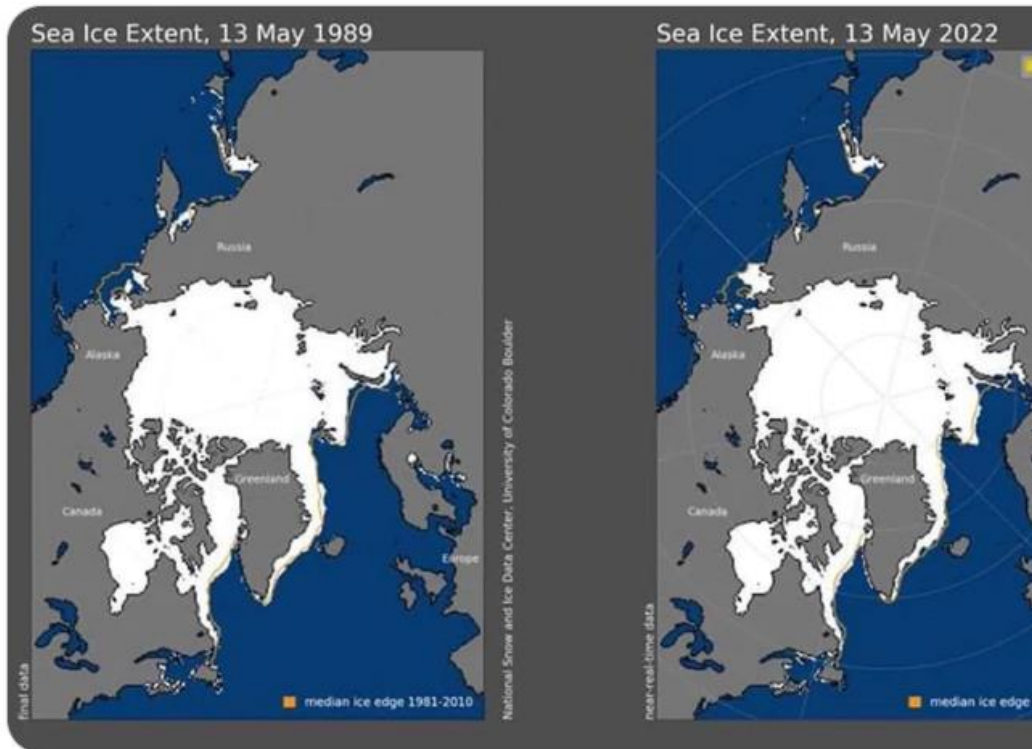 Sea Ice Extent, 13 May 1989
Russia
Alaska
Greenland
Canada
Europe
final data
median ice edge 1981-2010
National Snow and Ice Data Center, University of Colorado Boulder
Sea Ice Extent, 13 May 2022
Russia
Alaska
Greenland
Canada
near-real-time data
median ice edge